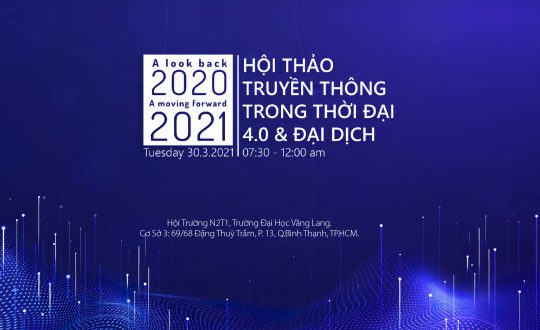 A look back
2020
A moving forward
2021
HỘI THẢO
TRUYỀN THÔNG
TRONG THỜI ĐẠI
4.0 & ĐẠI DỊCH
Tuesday 30.3.2021 07:30 - 12:00 am
Hội Trường N2T1, Trường Đại Học Văng Lang.
Cơ Sở 3: 69/68 Đặng Thuỳ Trâm, P. 13, Q.Bình Thạnh, TP.HCM.